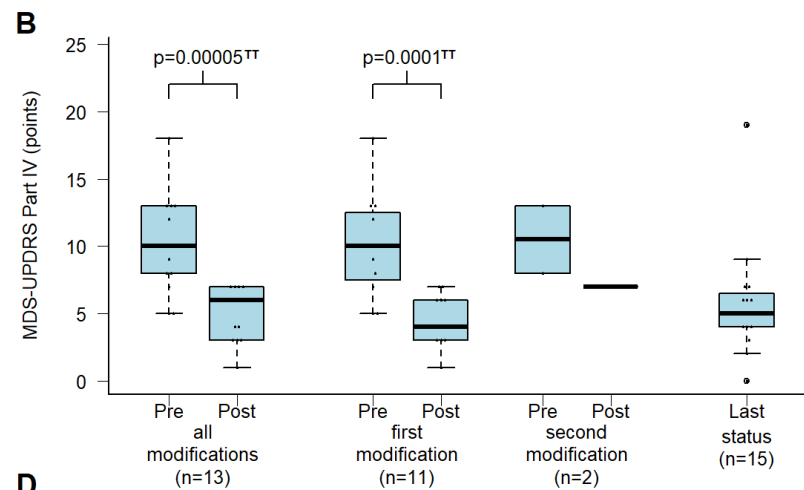 B
MDS-UPDRS Part IV (points)
25
20
15
10
5
0
p=0.00005ᵀᵀ
p=0.0001ᵀᵀ
Pre Post Pre Post Pre Post Last
all first second status
modifications modification modification (n=15)
(n=13) (n=11) (n=2)
D